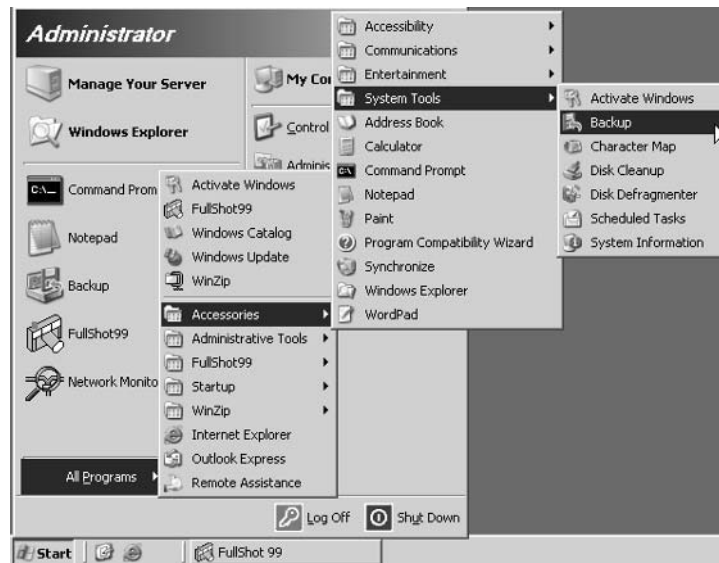 Administrator
Manage Your Server
Windows Explorer
Command Prom
Notepad
Backup
FullShot99
Network Monito
All Programs
My Co
Control
Adminis
Activate Windows
FullShot99
Windows Catalog
Windows Update
WinZip
Accessories
Administrative Tools
FullShot99
Startup
WinZip
Internet Explorer
Outlook Express
Remote Assistance
Accessibility
Communications
Entertainment
System Tools
Address Book
Calculator
Command Prompt
Notepad
Paint
Program Compatibility Wizard
Synchronize
Windows Explorer
WordPad
Activate Windows
Backup
Character Map
Disk Cleanup
Disk Defragmenter
Scheduled Tasks
System Information
Log Off
Shut Down
Start
FullShot 99